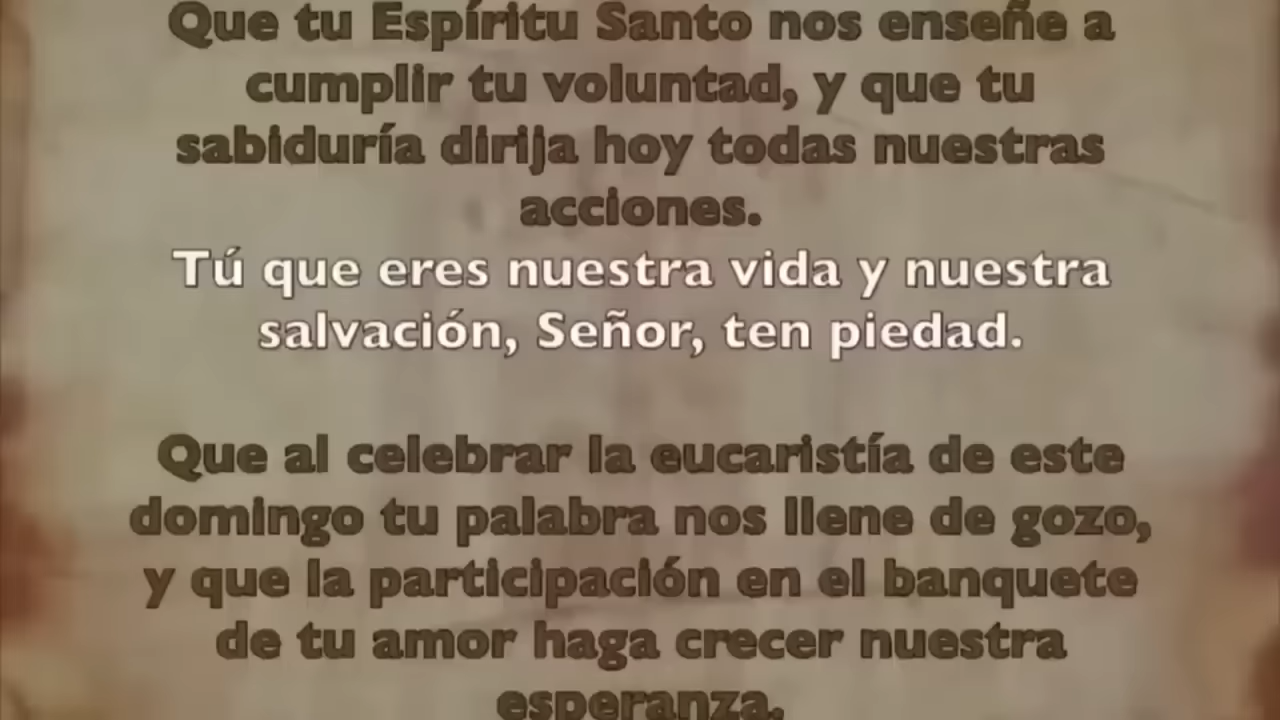 Que tu Espíritu Santo nos enseñe a
cumplir tu voluntad, y que tu
sabiduría dirija hoy todas nuestras
acciones.
Tú que eres nuestra vida y nuestra
salvación, Señor, ten piedad.
Que al celebrar la eucaristía de este
domingo tu palabra nos llene de gozo,
y que la participación en el banquete
de tu amor haga crecer nuestra
esperanza.